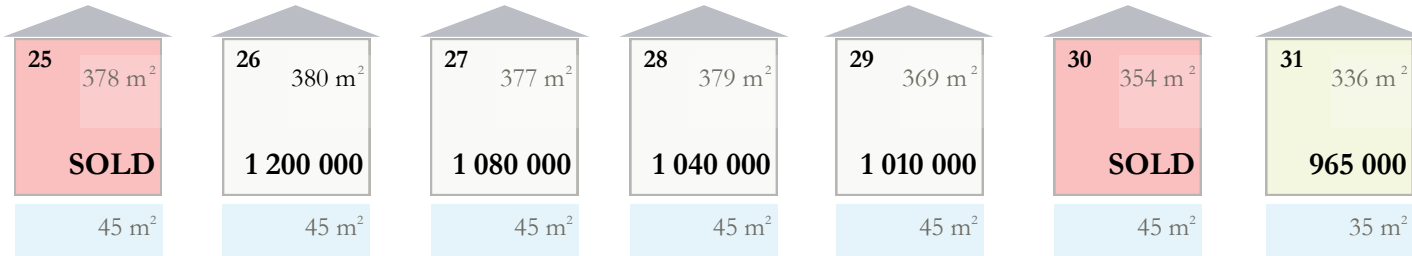 25
378 m²
SOLD
45 m²
26
380 m²
1 200 000
45 m²
27
377 m²
1 080 000
45 m²
28
379 m²
1 040 000
45 m²
29
369 m²
1 010 000
45 m²
30
354 m²
SOLD
45 m²
31
336 m²
965 000
35 m²